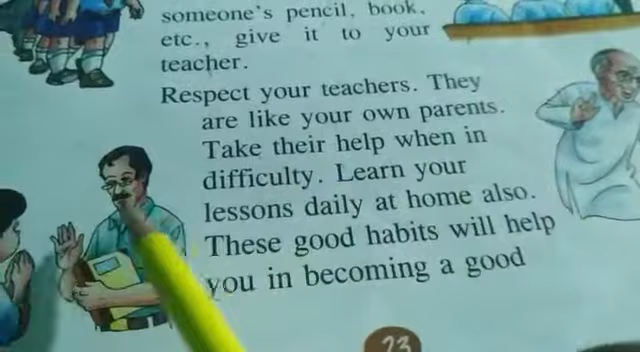 someone's pencil, book,
etc., give it to your
teacher.
Respect your teachers. They
are like your own parents.
Take their help when in
difficulty. Learn your
lessons daily at home also.
These good habits will help
you in becoming a good
23